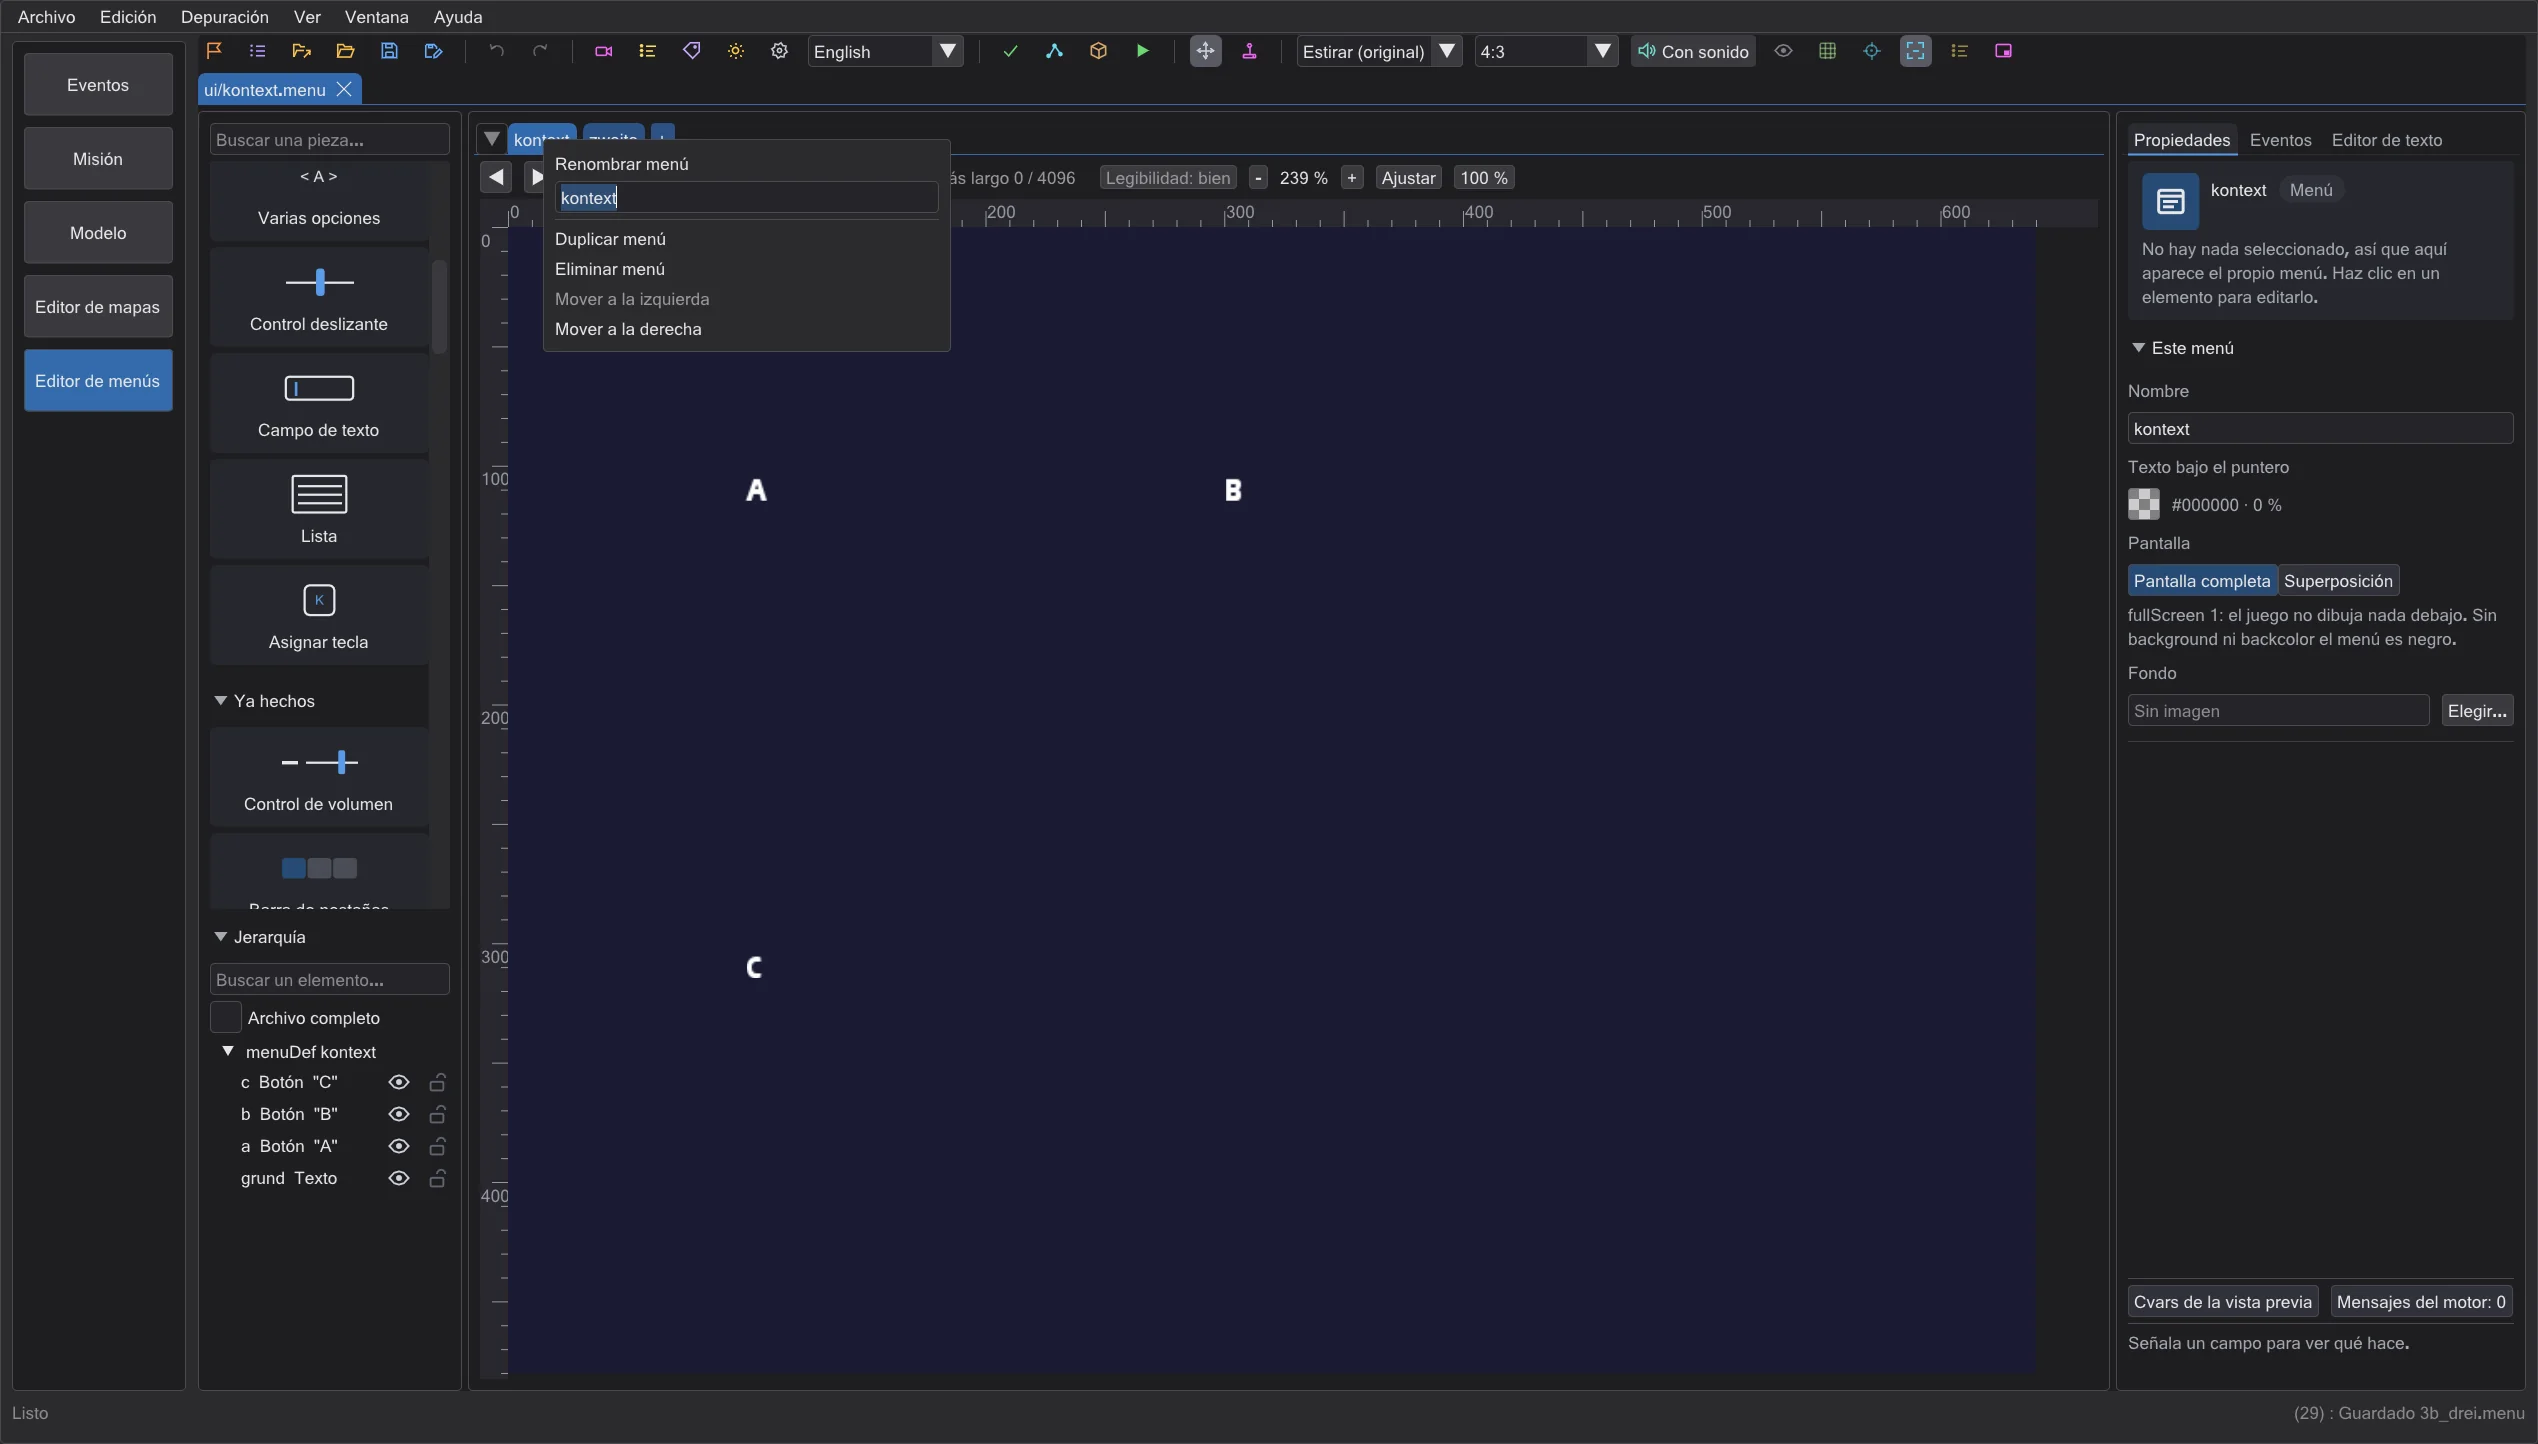 Archivo Edición Depuración Ver Ventana Ayuda
English
Estirar (original)
4:3
Con sonido
Eventos
Misión
Modelo
Editor de mapas
Editor de menús
ui/kontext.menu
Buscar una pieza...
< A >
Varias opciones
Control deslizante
Campo de texto
Lista
K
Asignar tecla
Ya hechos
Control de volumen
Barra de pestañas
Jerarquía
Buscar un elemento...
Archivo completo
menuDef kontext
c Botón "C"
b Botón "B"
a Botón "A"
grund Texto
kontext zweite +
Renombrar menú
kontext
Duplicar menú
Eliminar menú
Mover a la izquierda
Mover a la derecha
ás largo 0 / 4096 Legibilidad: bien - 239 % + Ajustar 100 %
0 200 300 400 500 600
0
100
200
300
400
A B
C
Propiedades Eventos Editor de texto
kontext Menú
No hay nada seleccionado, así que aquí
aparece el propio menú. Haz clic en un
elemento para editarlo.
Este menú
Nombre
kontext
Texto bajo el puntero
#000000 · 0 %
Pantalla
Pantalla completa Superposición
fullScreen 1: el juego no dibuja nada debajo. Sin
background ni backcolor el menú es negro.
Fondo
Sin imagen Elegir...
Cvars de la vista previa Mensajes del motor: 0
Señala un campo para ver qué hace.
Listo
(29) : Guardado 3b_drei.menu